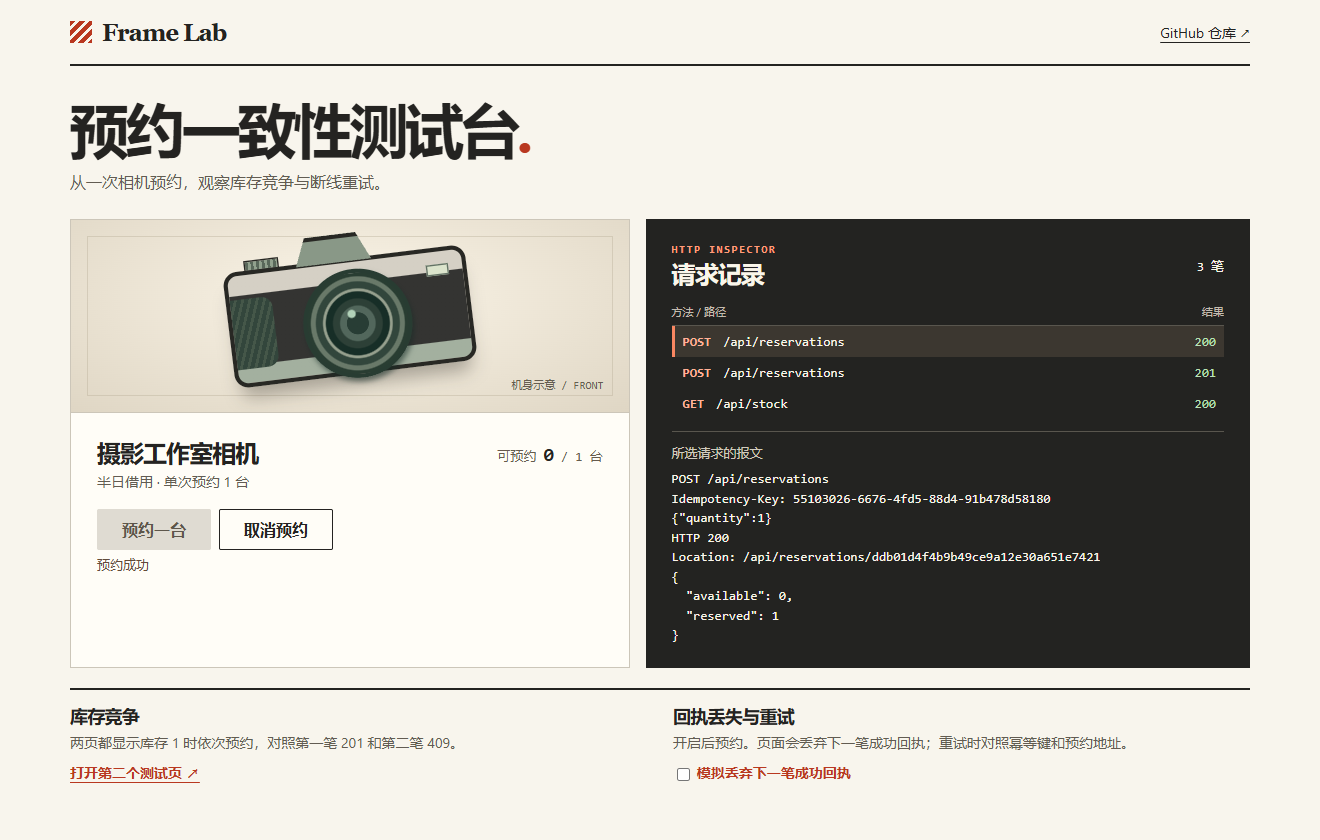 Frame Lab
GitHub 仓库 ↗
预约一致性测试台.
从一次相机预约，观察库存竞争与断线重试。
机身示意 / FRONT
摄影工作室相机
可预约 0 / 1 台
半日借用 · 单次预约 1 台
预约一台
取消预约
预约成功
HTTP INSPECTOR
请求记录
3 笔
方法 / 路径
结果
POST /api/reservations 200
POST /api/reservations 201
GET /api/stock 200
所选请求的报文
POST /api/reservations
Idempotency-Key: 55103026-6676-4fd5-88d4-91b478d58180
{"quantity":1}
HTTP 200
Location: /api/reservations/ddb01d4f4b9b49ce9a12e30a651e7421
{
"available": 0,
"reserved": 1
}
库存竞争
两页都显示库存 1 时依次预约，对照第一笔 201 和第二笔 409。
打开第二个测试页 ↗
回执丢失与重试
开启后预约。页面会丢弃下一笔成功回执；重试时对照幂等键和预约地址。
模拟丢弃下一笔成功回执